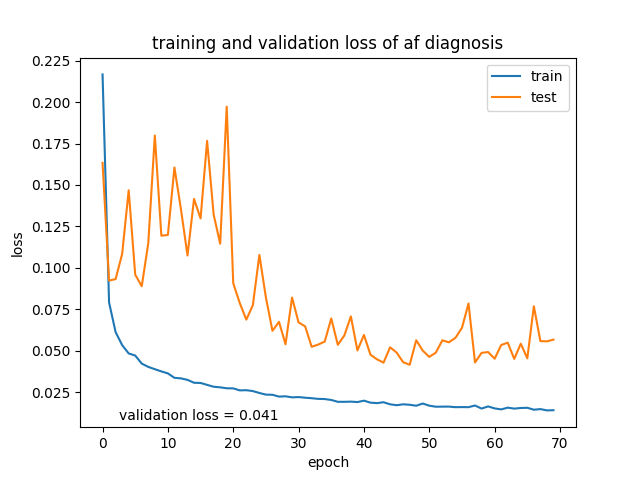 training and validation loss of af diagnosis
0.225
0.200
0.175
0.150
0.125
0.100
0.075
0.050
0.025
loss
train
test
validation loss = 0.041
0 10 20 30 40 50 60 70
epoch